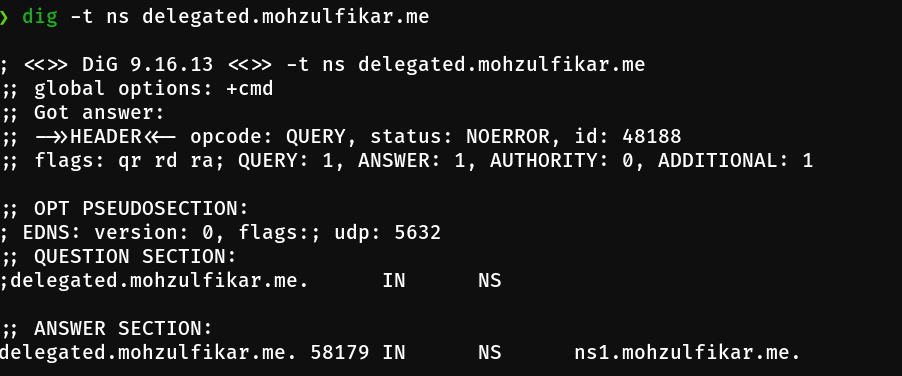 ❯ dig -t ns delegated.mohzulfikar.me
; <<>> DiG 9.16.13 <<>> -t ns delegated.mohzulfikar.me
;; global options: +cmd
;; Got answer:
;; ->>HEADER<<- opcode: QUERY, status: NOERROR, id: 48188
;; flags: qr rd ra; QUERY: 1, ANSWER: 1, AUTHORITY: 0, ADDITIONAL: 1
;; OPT PSEUDOSECTION:
; EDNS: version: 0, flags:; udp: 5632
;; QUESTION SECTION:
;delegated.mohzulfikar.me. IN NS
;; ANSWER SECTION:
delegated.mohzulfikar.me. 58179 IN NS ns1.mohzulfikar.me.